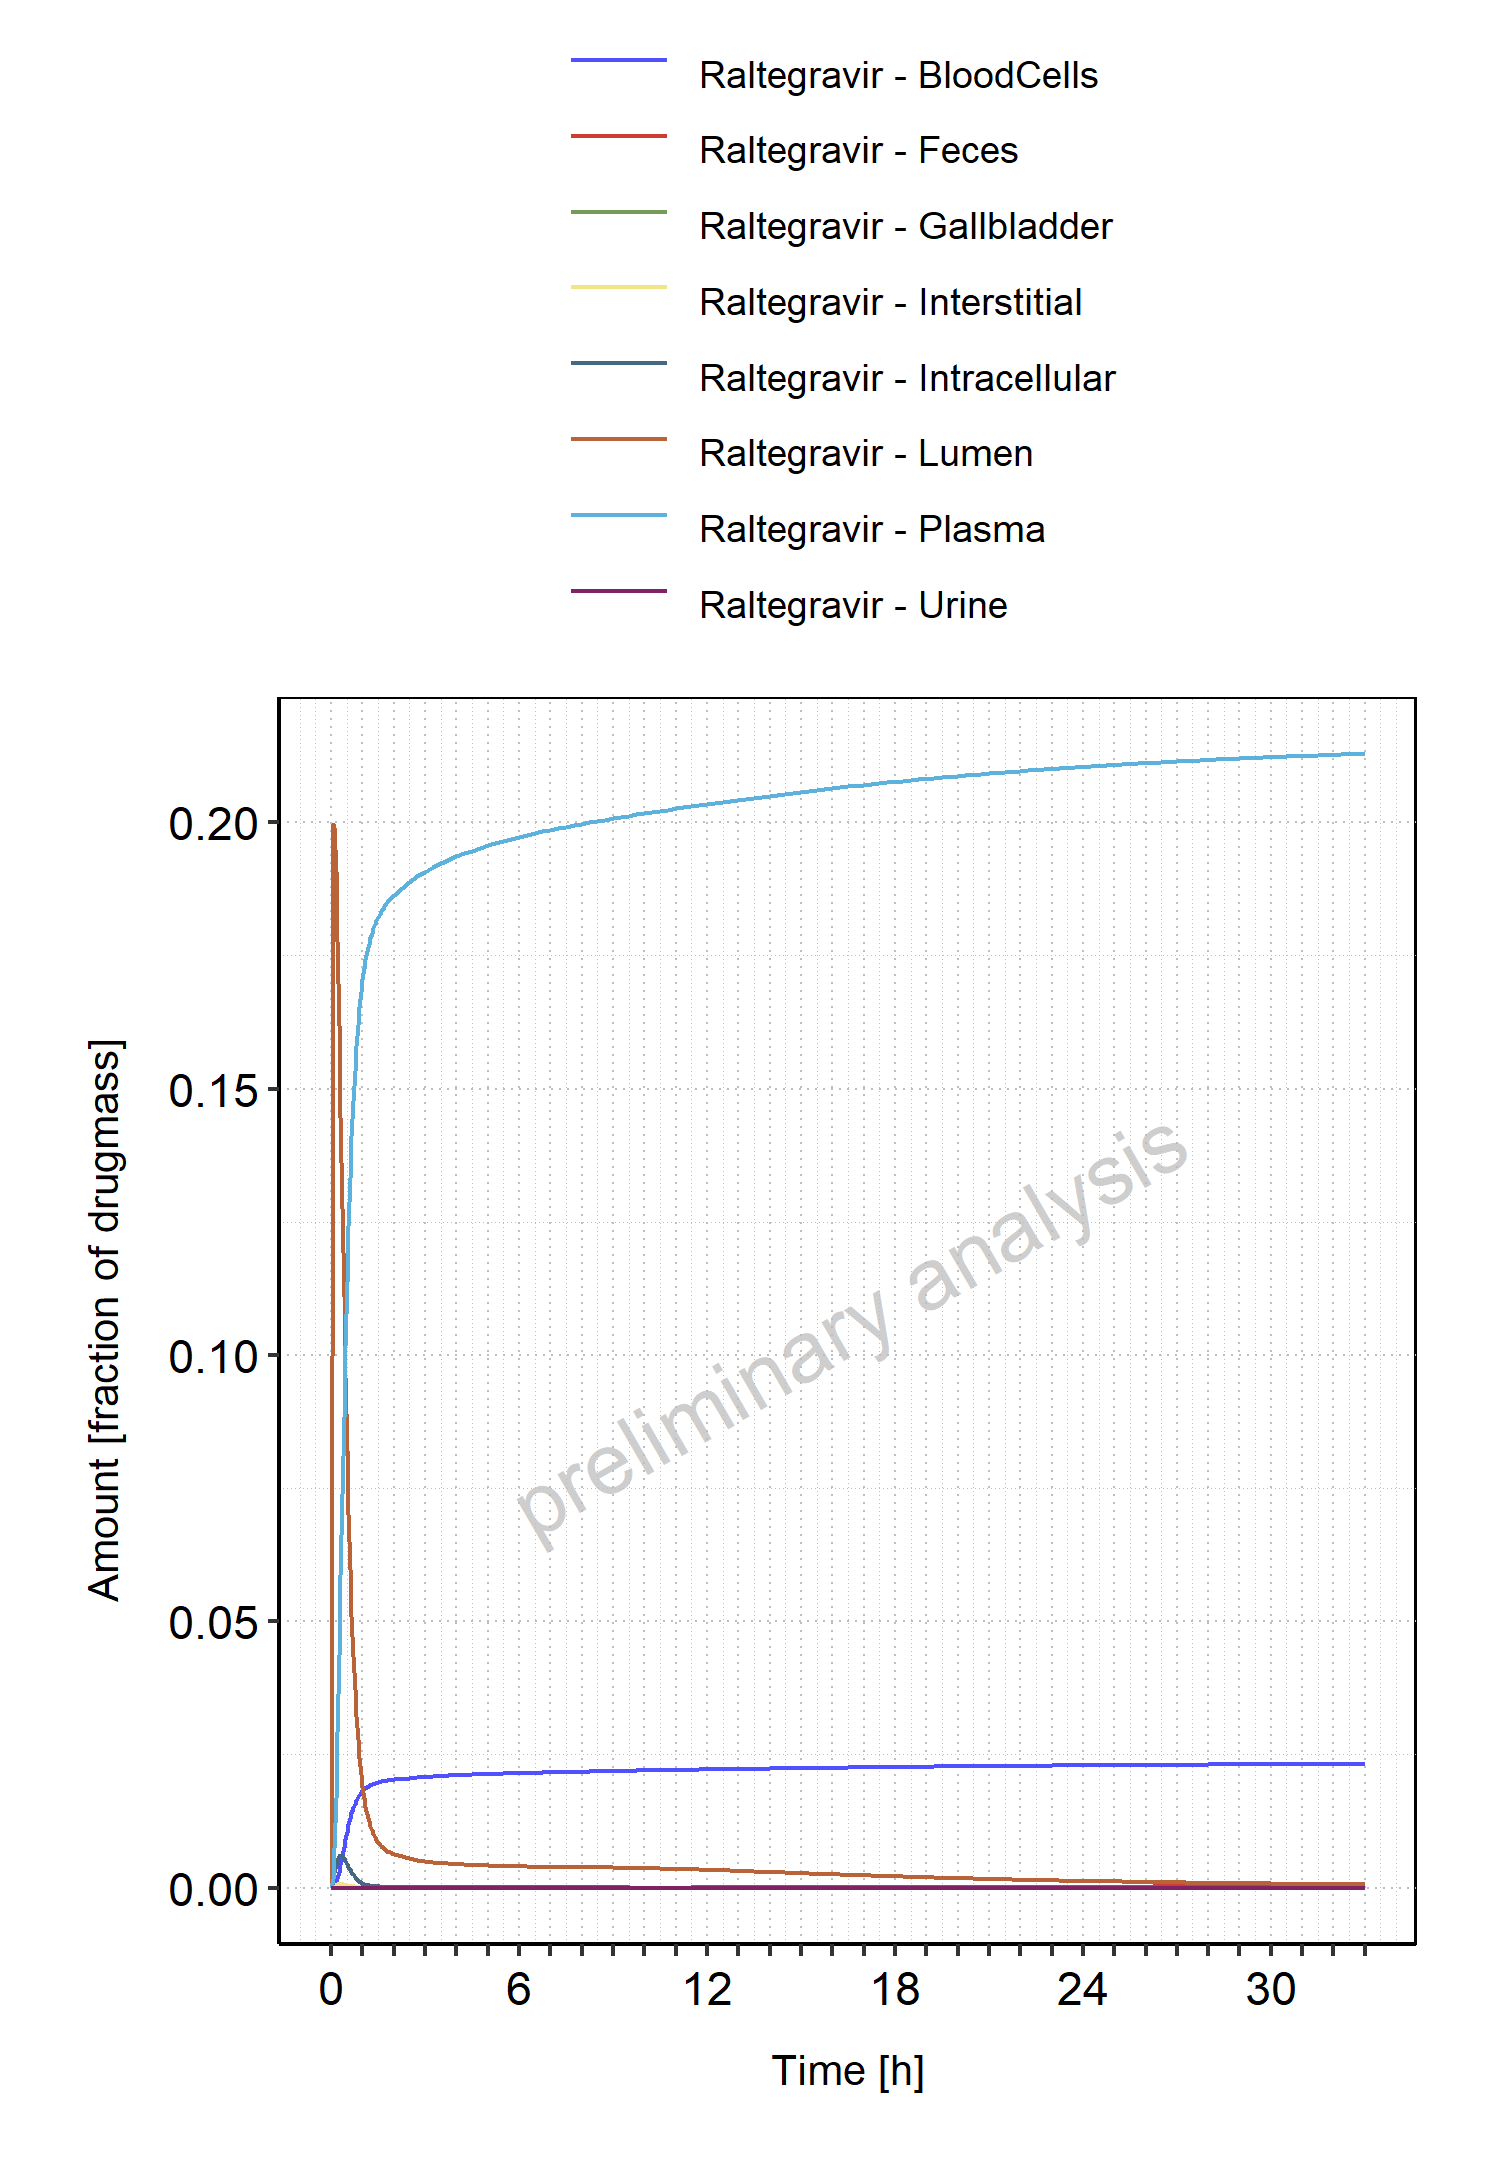 Raltegravir - BloodCells
Raltegravir - Feces
Raltegravir - Gallbladder
Raltegravir - Interstitial
Raltegravir - Intracellular
Raltegravir - Lumen
Raltegravir - Plasma
Raltegravir - Urine
Amount [fraction of drugmass]
0.20
0.15
0.10
0.05
0.00
preliminary analysis
0 6 12 18 24 30
Time [h]